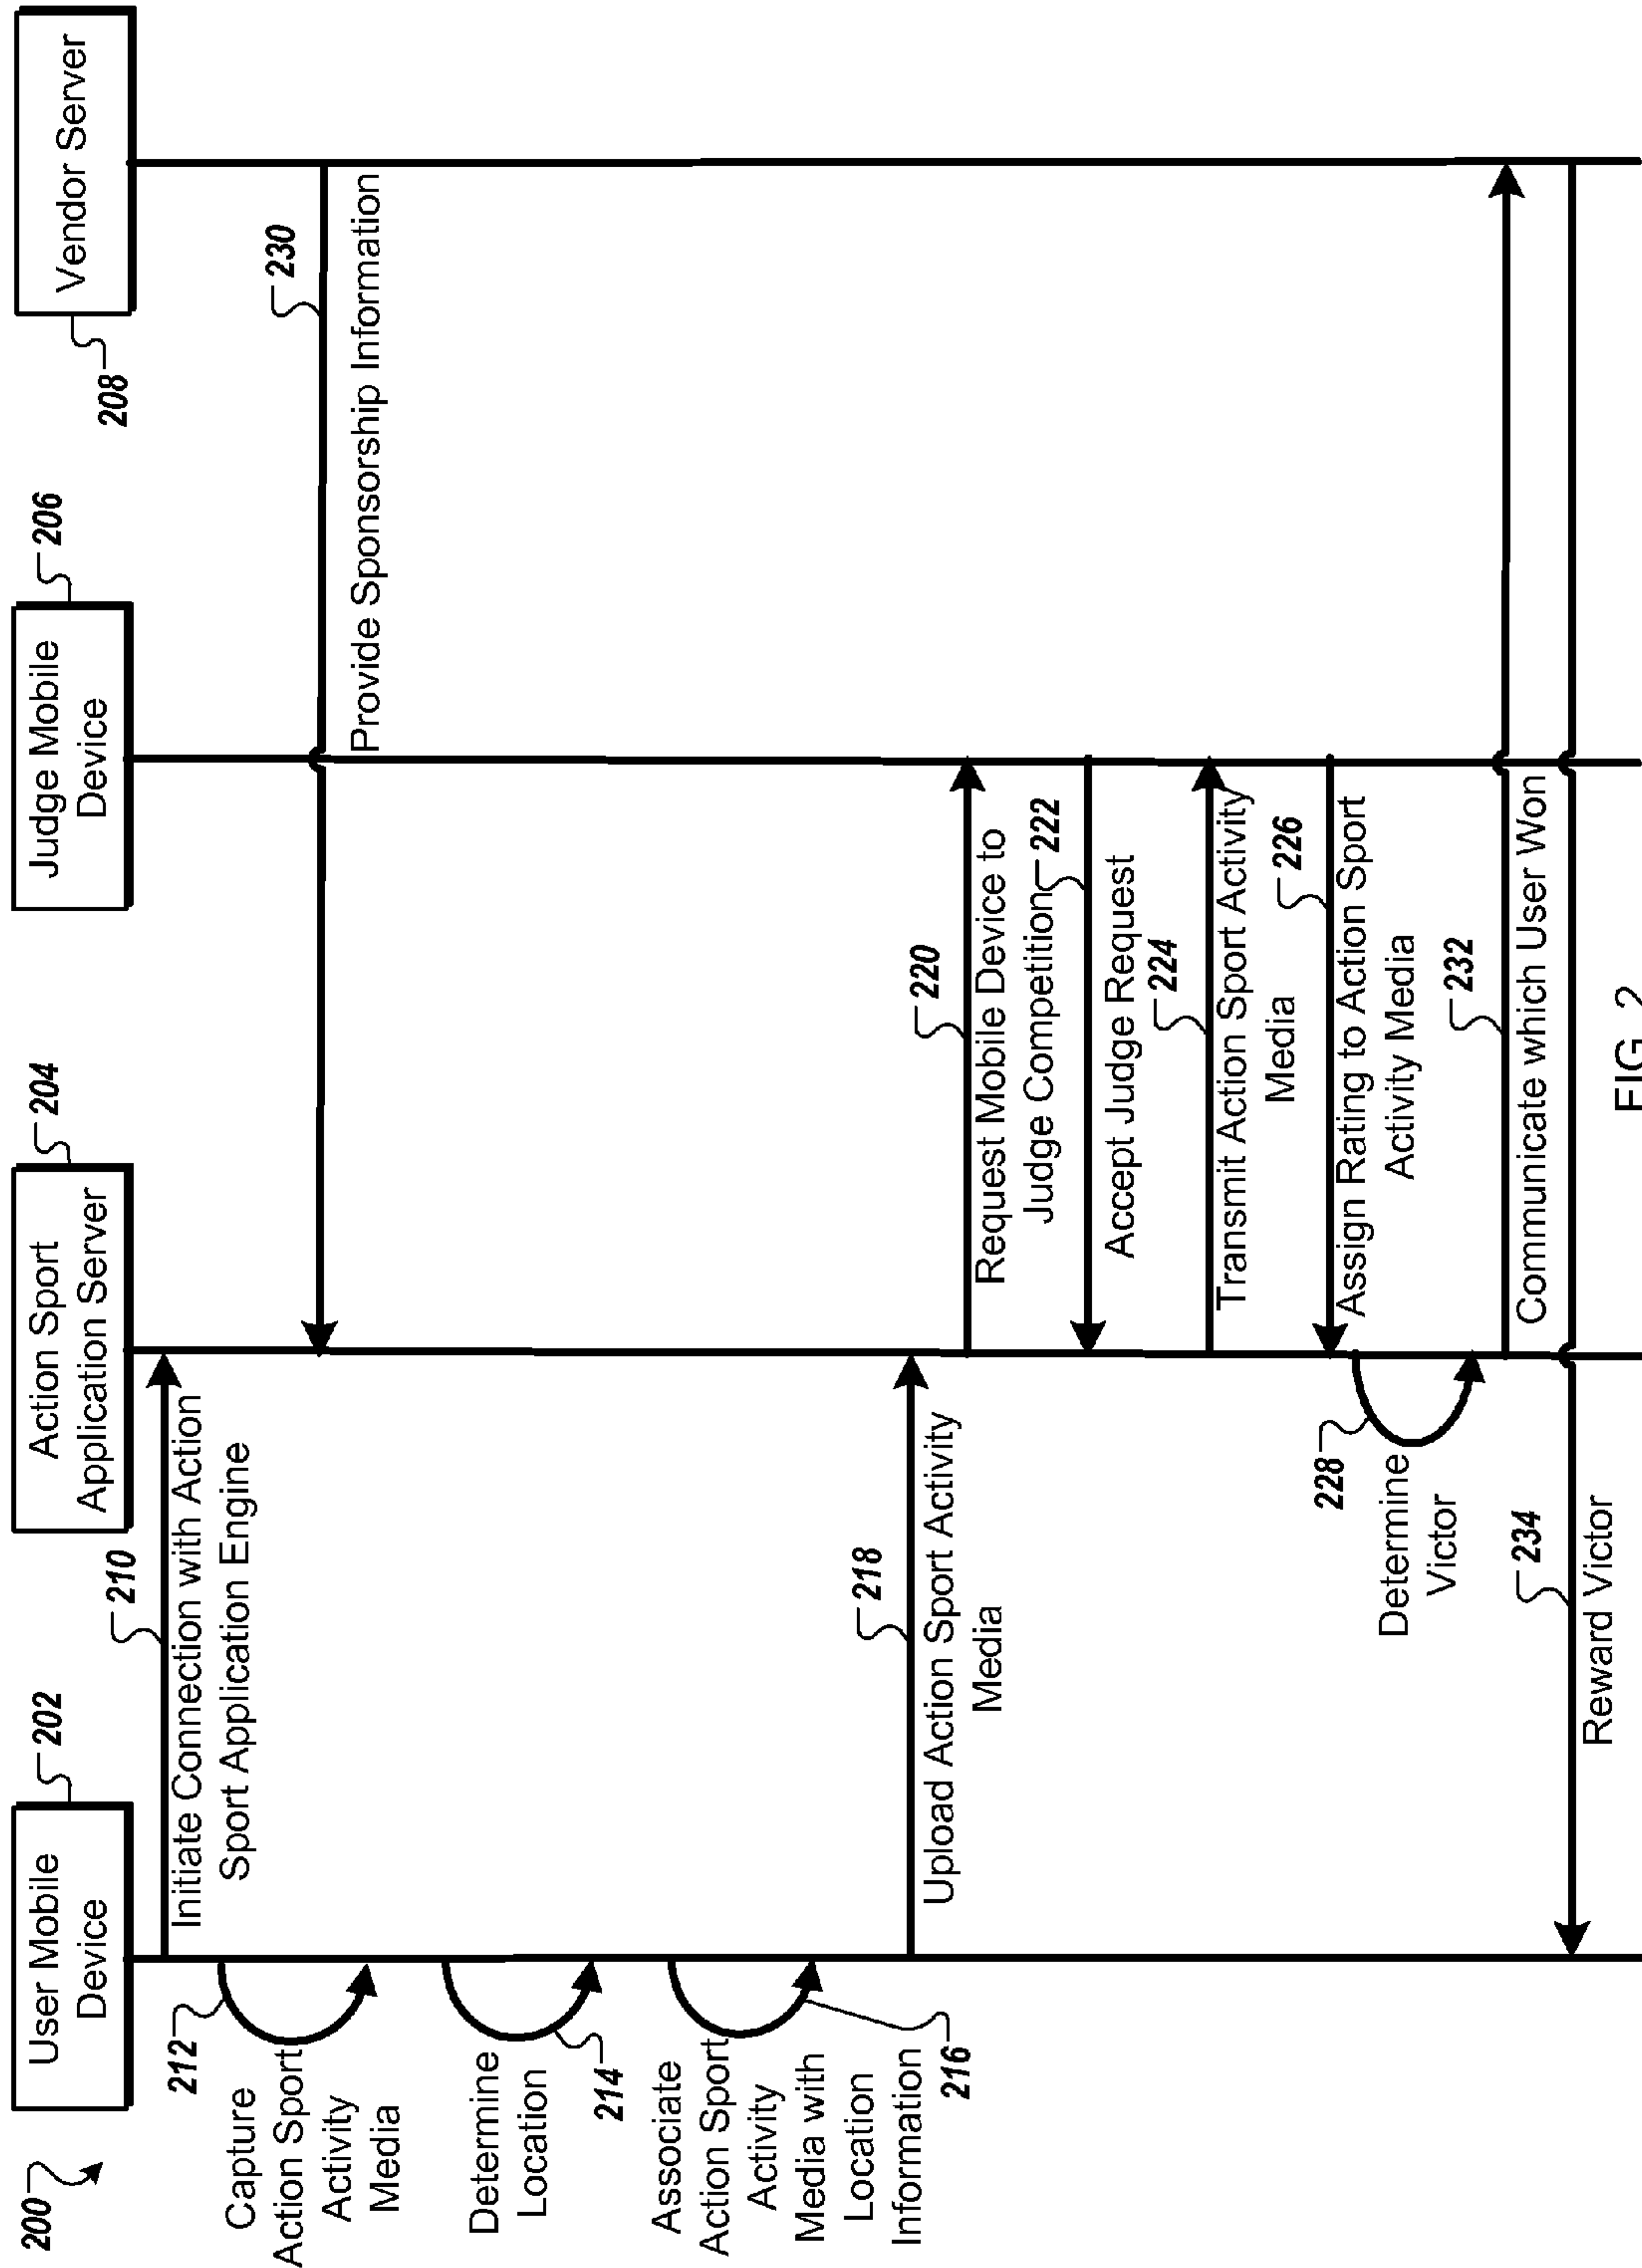 200
User Mobile
Device
202
Action Sport
Application Server
204
Judge Mobile
Device
206
Vendor Server
208
210
Initiate Connection with Action
Sport Application Engine
212
Capture
Action Sport
Activity
Media
230
Provide Sponsorship Information
Determine
Location
214
Associate
Action Sport
Activity
Media with
Location
Information
216
218
Upload Action Sport Activity
Media
220
Request Mobile Device to
Judge Competition
222
Accept Judge Request
224
Transmit Action Sport Activity
Media
226
Assign Rating to Action Sport
Activity Media
228
Determine
Victor
232
Communicate which User Won
234
Reward Victor
FIG. 2